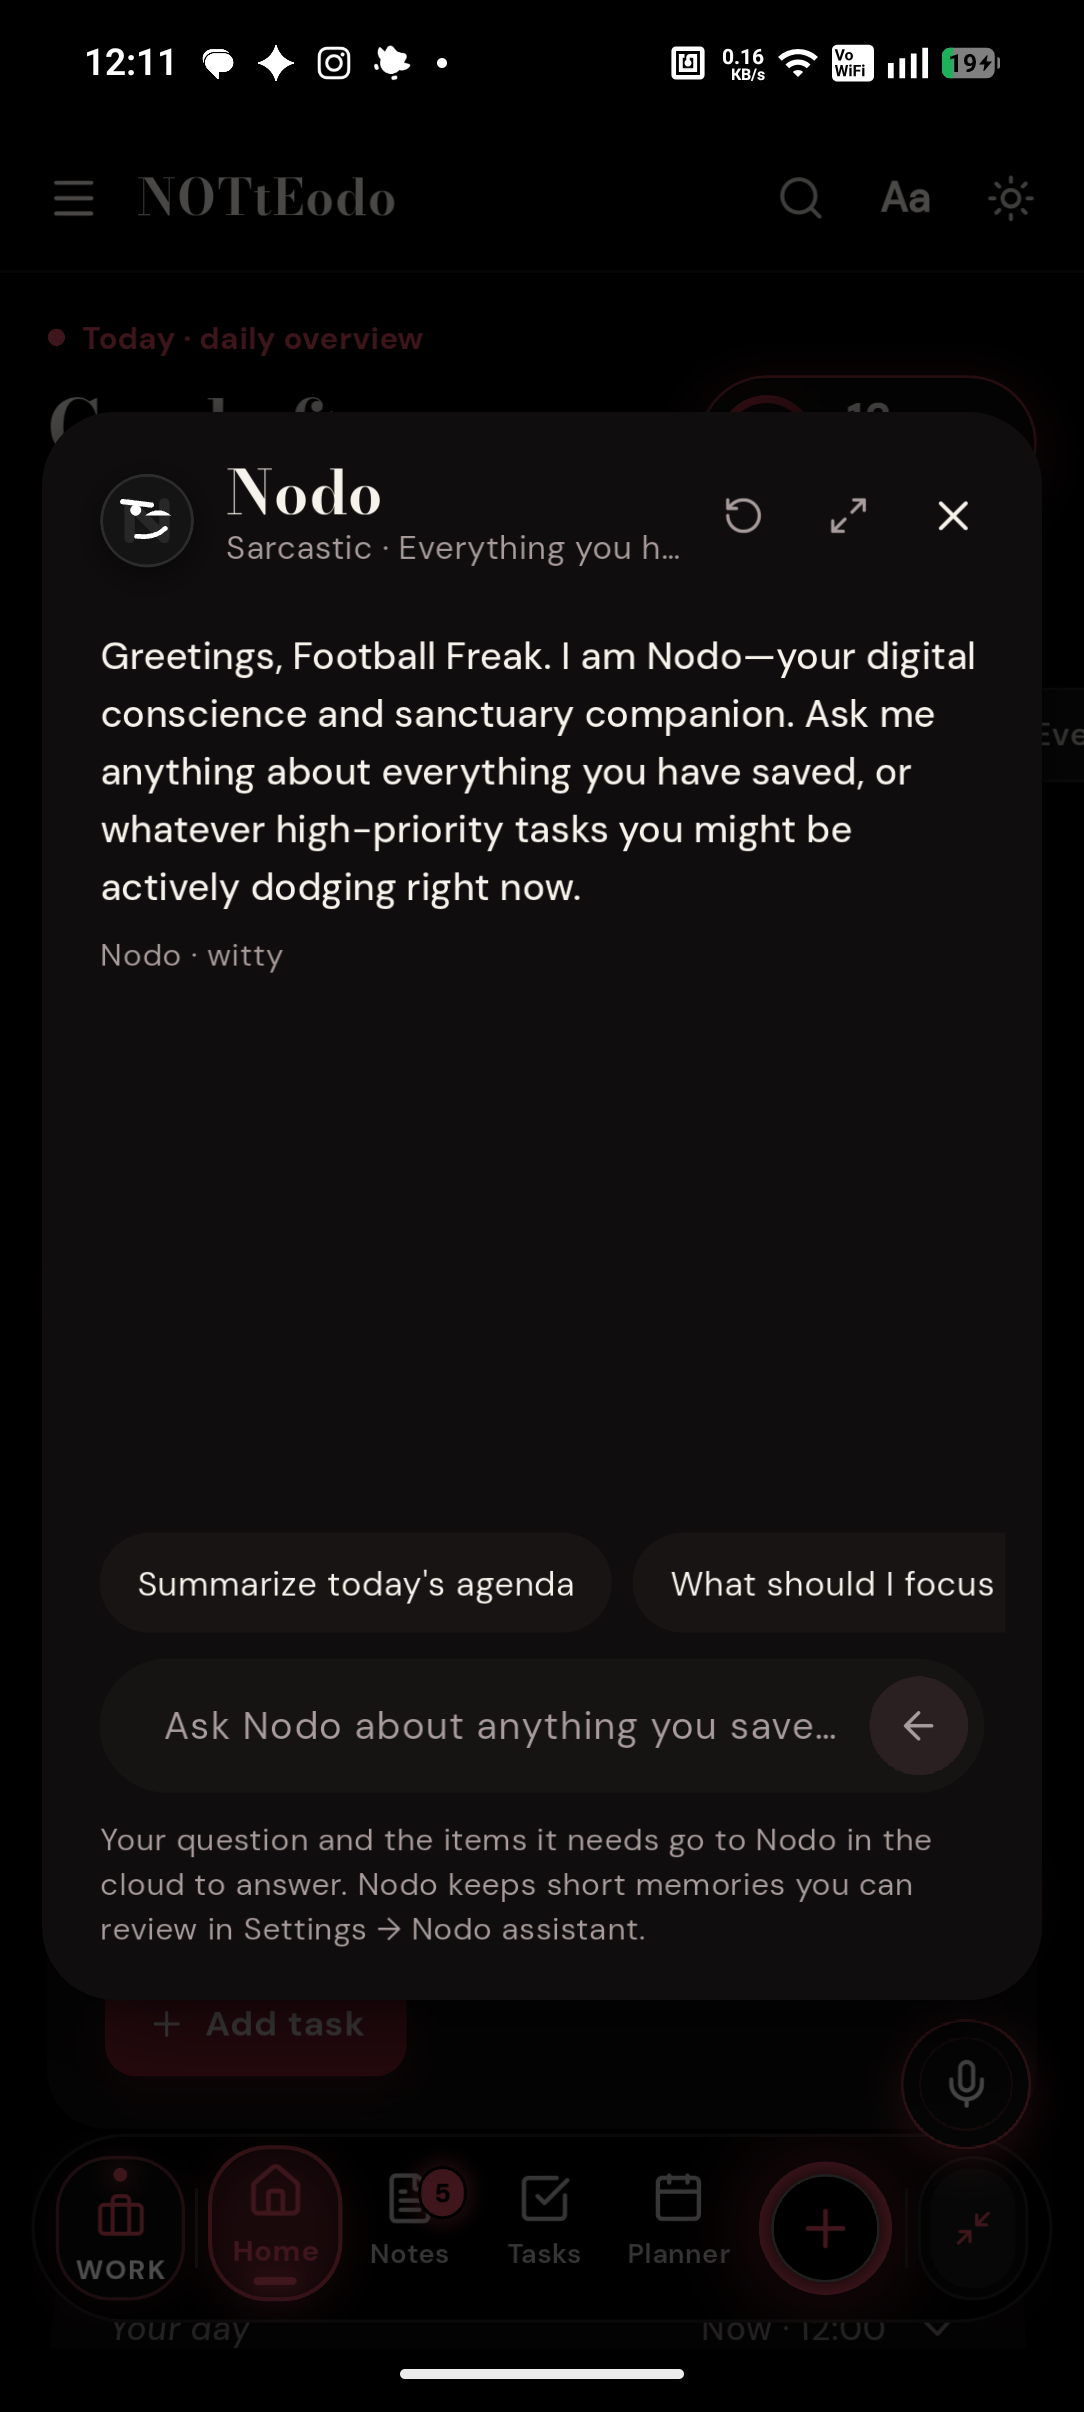 12:11
0.16
KB/s
Vo
WiFi
19
NOTtEodo
Aa
Today · daily overview
Nodo
Sarcastic · Everything you h...
Greetings, Football Freak. I am Nodo—your digital
conscience and sanctuary companion. Ask me
anything about everything you have saved, or
whatever high-priority tasks you might be
actively dodging right now.
Nodo · witty
Eve
Summarize today's agenda
What should I focus
Ask Nodo about anything you save...
Your question and the items it needs go to Nodo in the
cloud to answer. Nodo keeps short memories you can
review in Settings → Nodo assistant.
+ Add task
WORK
Home
5
Notes
Tasks
Planner
Your day
Now · 12:00